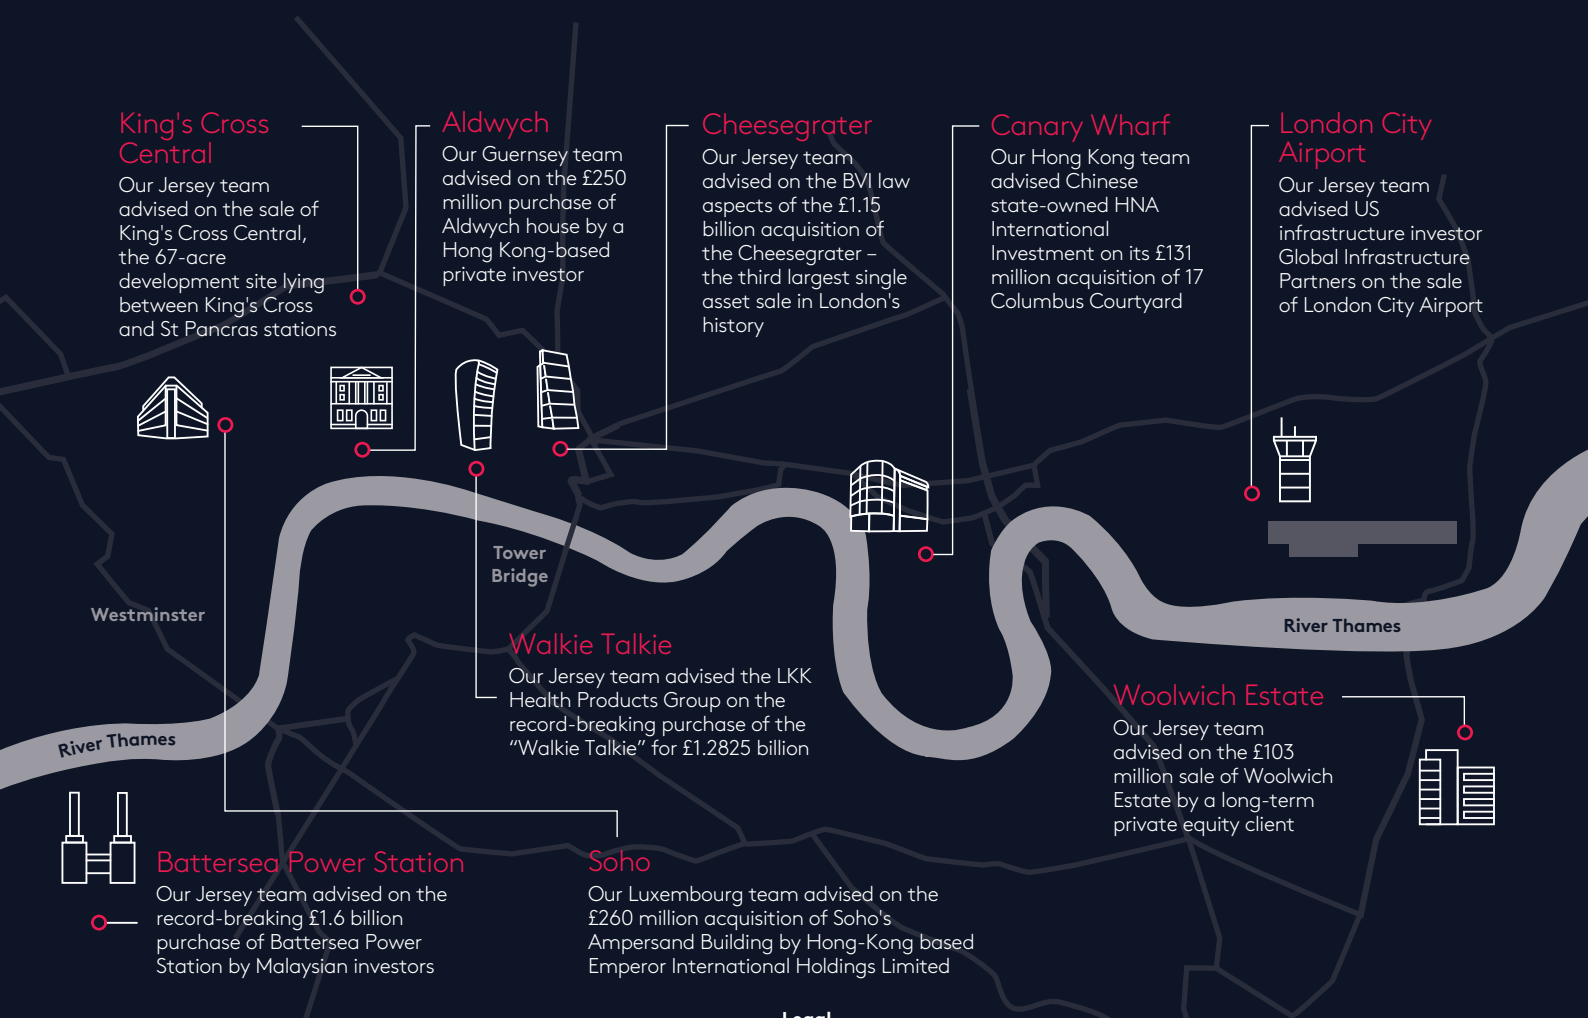 King's Cross
Central
Our Jersey team
advised on the sale of
King's Cross Central,
the 67-acre
development site lying
between King's Cross
and St Pancras stations
Aldwych
Our Guernsey team
advised on the £250
million purchase of
Aldwych house by a
Hong Kong-based
private investor
Cheesegrater
Our Jersey team
advised on the BVI law
aspects of the £1.15
billion acquisition of
the Cheesegrater –
the third largest single
asset sale in London's
history
Canary Wharf
Our Hong Kong team
advised Chinese
state-owned HNA
International
Investment on its £131
million acquisition of 17
Columbus Courtyard
London City
Airport
Our Jersey team
advised US
infrastructure investor
Global Infrastructure
Partners on the sale
of London City Airport
Tower
Bridge
Westminster
River Thames
River Thames
Walkie Talkie
Our Jersey team advised the LKK
Health Products Group on the
record-breaking purchase of the
“Walkie Talkie” for £1.2825 billion
Woolwich Estate
Our Jersey team
advised on the £103
million sale of Woolwich
Estate by a long-term
private equity client
Battersea Power Station
Our Jersey team advised on the
record-breaking £1.6 billion
purchase of Battersea Power
Station by Malaysian investors
Soho
Our Luxembourg team advised on the
£260 million acquisition of Soho's
Ampersand Building by Hong-Kong based
Emperor International Holdings Limited
Legal